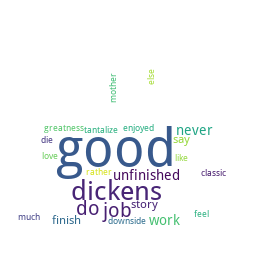 else
mother
greatness tantalize enjoyed never
die good say
love like
rather unfinished classic
dickens
do job story
much finish downside work feel